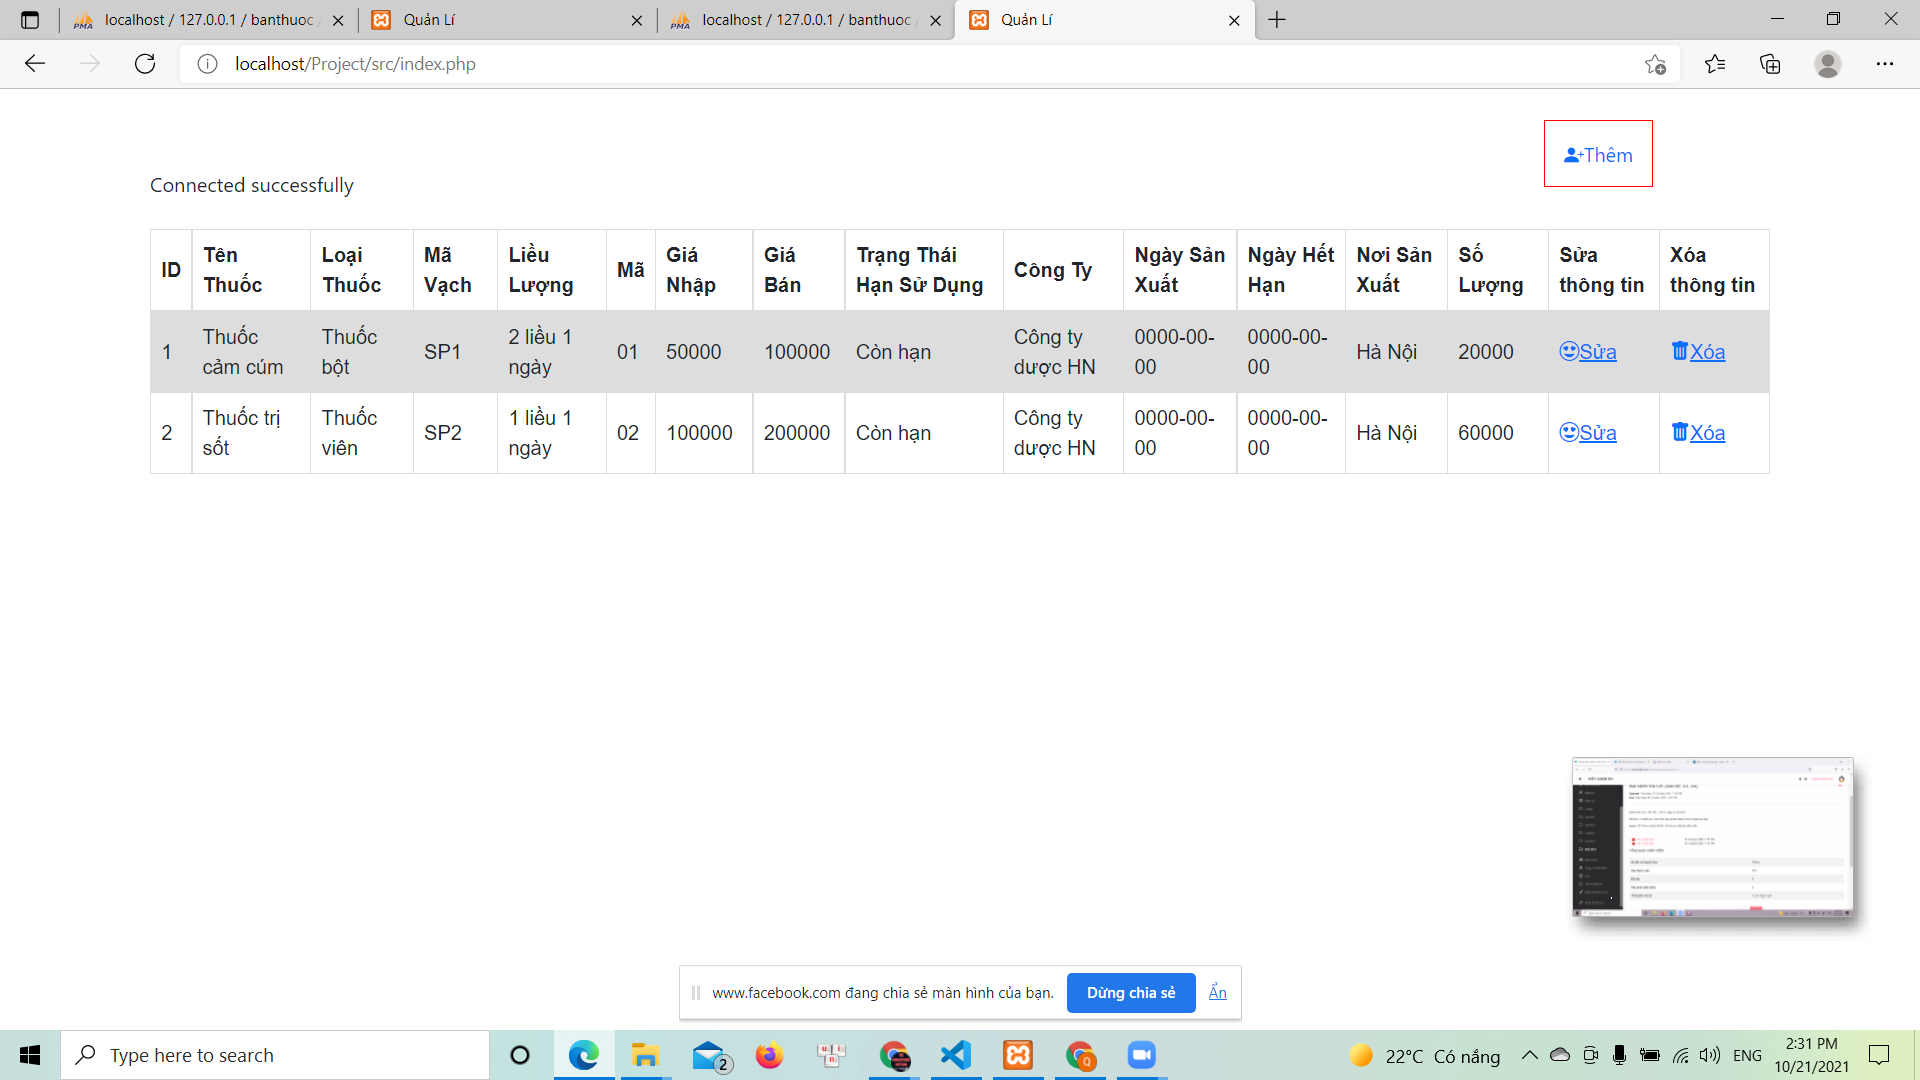 localhost / 127.0.0.1 / banthuoc
Quản Lí
localhost / 127.0.0.1 / banthuoc
Quản Lí
localhost/Project/src/index.php
Thêm
Connected successfully
ID Tên Thuốc Loại Thuốc Mã Vạch Liều Lượng Mã Giá Nhập Giá Bán Trạng Thái Hạn Sử Dụng Công Ty Ngày Sản Xuất Ngày Hết Hạn Nơi Sản Xuất Số Lượng Sửa thông tin Xóa thông tin
1 Thuốc cảm cúm Thuốc bột SP1 2 liều 1 ngày 01 50000 100000 Còn hạn Công ty dược HN 0000-00-00 0000-00-00 Hà Nội 20000 Sửa Xóa
2 Thuốc trị sốt Thuốc viên SP2 1 liều 1 ngày 02 100000 200000 Còn hạn Công ty dược HN 0000-00-00 0000-00-00 Hà Nội 60000 Sửa Xóa
www.facebook.com đang chia sẻ màn hình của bạn. Dừng chia sẻ Ẩn
Type here to search
2
22°C Có nắng
ENG
2:31 PM
10/21/2021